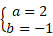 a = 2
b = −1